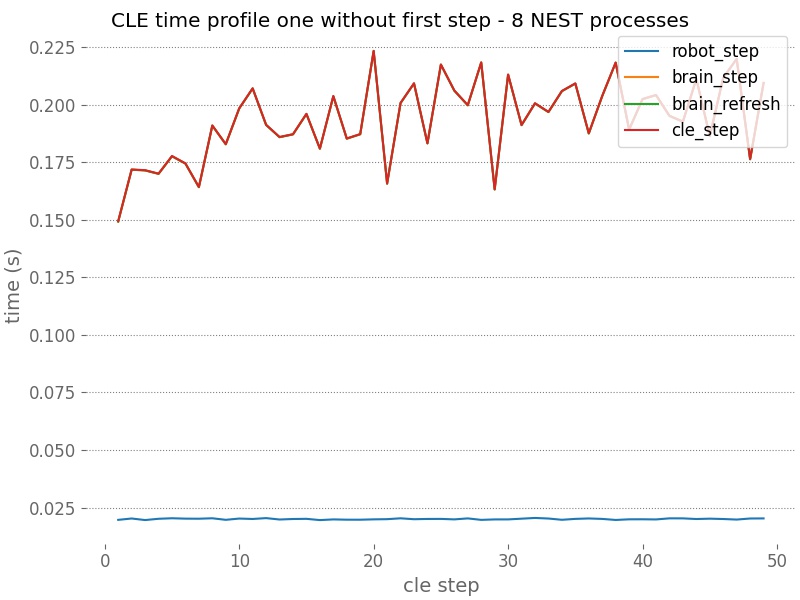 CLE time profile one without first step - 8 NEST processes
robot_step
brain_step
brain_refresh
cle_step
time (s)
0.225
0.200
0.175
0.150
0.125
0.100
0.075
0.050
0.025
0 10 20 30 40 50
cle step